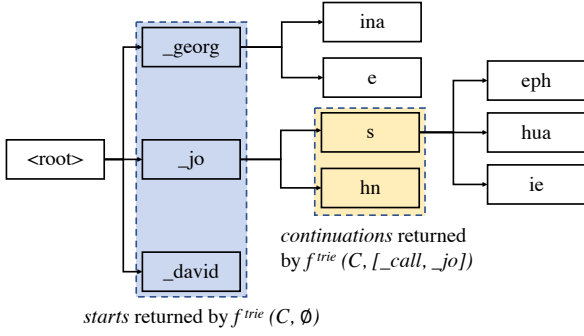 _georg
ina
e
<root>
_jo
s
hn
eph
hua
ie
_david
continuations returned
by f^trie (C, [_call, _jo])
starts returned by f^trie (C, ∅)